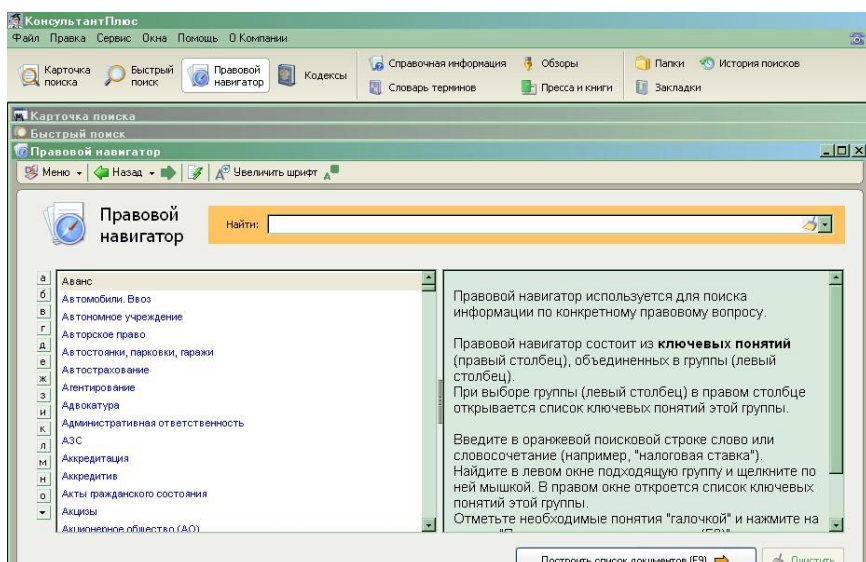 КонсультантПлюс
Файл Правка Сервис Окна Помощь О Компании
Карточка поиска Быстрый поиск Правовой навигатор Кодексы Справочная информация Обзоры Папки История поисков
Словарь терминов Пресса и книги Закладки
Карточка поиска
Быстрый поиск
Правовой навигатор
Меню Назад Увеличить шрифт
Правовой
навигатор
Найти:
а
б
в
г
д
е
ж
з
и
к
л
м
н
о
Аванс
Автомобили. Ввоз
Автономное учреждение
Авторское право
Автостоянки, парковки, гаражи
Автострахование
Агентирование
Адвокатура
Административная ответственность
АЗС
Аккредитация
Аккредитив
Акты гражданского состояния
Акцизы
Акционерное общество (АО)
Правовой навигатор используется для поиска
информации по конкретному правовому вопросу.
Правовой навигатор состоит из ключевых понятий
(правый столбец), объединенных в группы (левый
столбец).
При выборе группы (левый столбец) в правом столбце
открывается список ключевых понятий этой группы.
Введите в оранжевой поисковой строке слово или
словосочетание (например, "налоговая ставка").
Найдите в левом окне подходящую группу и щелкните по
ней мышкой. В правом окне откроется список ключевых
понятий этой группы.
Отметьте необходимые понятия "галочкой" и нажмите на
Построить список документов (F9) Очистить